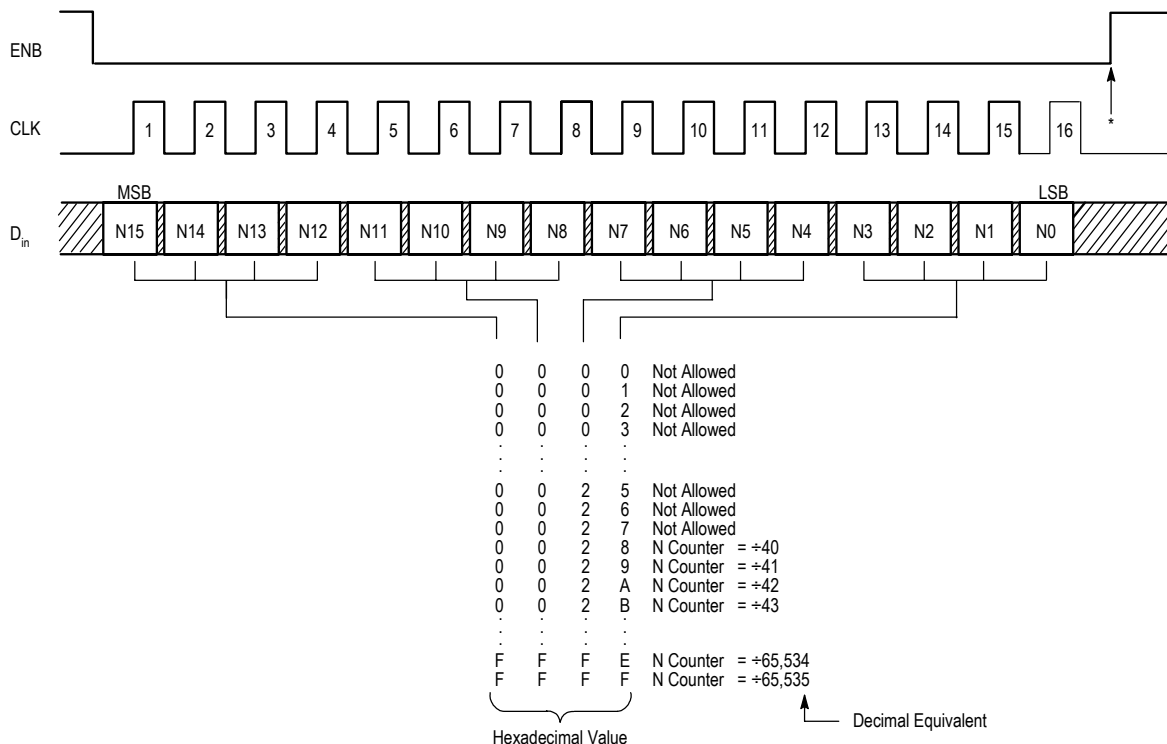 ENB
CLK
1 2 3 4 5 6 7 8 9 10 11 12 13 14 15 16
*
MSB LSB
Din
N15 N14 N13 N12 N11 N10 N9 N8 N7 N6 N5 N4 N3 N2 N1 N0
0 0 0 0 Not Allowed
0 0 0 1 Not Allowed
0 0 0 2 Not Allowed
0 0 0 3 Not Allowed
. . . .
. . . .
. . . .
0 0 2 5 Not Allowed
0 0 2 6 Not Allowed
0 0 2 7 Not Allowed
0 0 2 8 N Counter = ÷40
0 0 2 9 N Counter = ÷41
0 0 2 A N Counter = ÷42
0 0 2 B N Counter = ÷43
. . . .
. . . .
. . . .
F F F E N Counter = ÷65,534
F F F F N Counter = ÷65,535
Decimal Equivalent
Hexadecimal Value